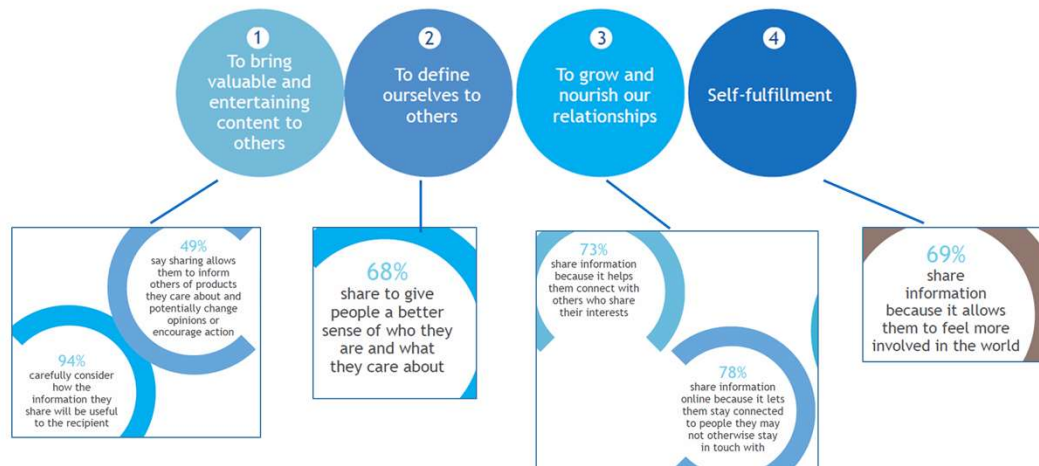 1
To bring
valuable and
entertaining
content to
others
2
To define
ourselves to
others
3
To grow and
nourish our
relationships
4
Self-fulfillment
49%
say sharing allows
them to inform
others of products
they care about and
potentially change
opinions or
encourage action
94%
carefully consider
how the
information they
share will be useful
to the recipient
68%
share to give
people a better
sense of who they
are and what
they care about
73%
share information
because it helps
them connect with
others who share
their interests
78%
share information
online because it lets
them stay connected
to people they may
not otherwise stay
in touch with
69%
share
information
because it allows
them to feel more
involved in the world